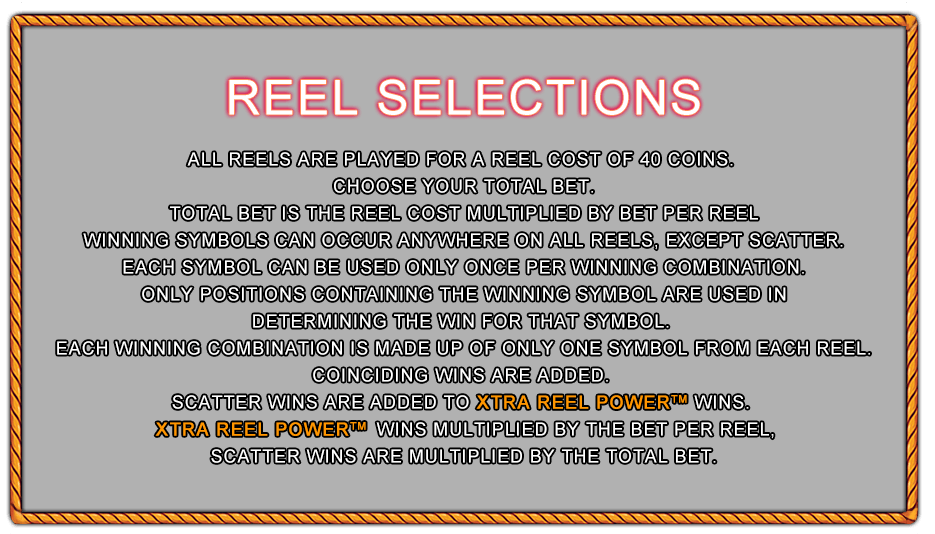 REEL SELECTIONS
ALL REELS ARE PLAYED FOR A REEL COST OF 40 COINS.
CHOOSE YOUR TOTAL BET.
TOTAL BET IS THE REEL COST MULTIPLIED BY BET PER REEL
WINNING SYMBOLS CAN OCCUR ANYWHERE ON ALL REELS, EXCEPT SCATTER.
EACH SYMBOL CAN BE USED ONLY ONCE PER WINNING COMBINATION.
ONLY POSITIONS CONTAINING THE WINNING SYMBOL ARE USED IN
DETERMINING THE WIN FOR THAT SYMBOL.
EACH WINNING COMBINATION IS MADE UP OF ONLY ONE SYMBOL FROM EACH REEL.
COINCIDING WINS ARE ADDED.
SCATTER WINS ARE ADDED TO XTRA REEL POWER™ WINS.
XTRA REEL POWER™ WINS MULTIPLIED BY THE BET PER REEL,
SCATTER WINS ARE MULTIPLIED BY THE TOTAL BET.